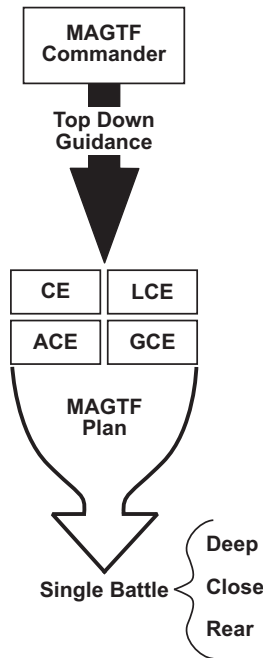 MAGTF
Commander
Top Down
Guidance
CE
LCE
ACE
GCE
MAGTF
Plan
Single Battle
Deep
Close
Rear